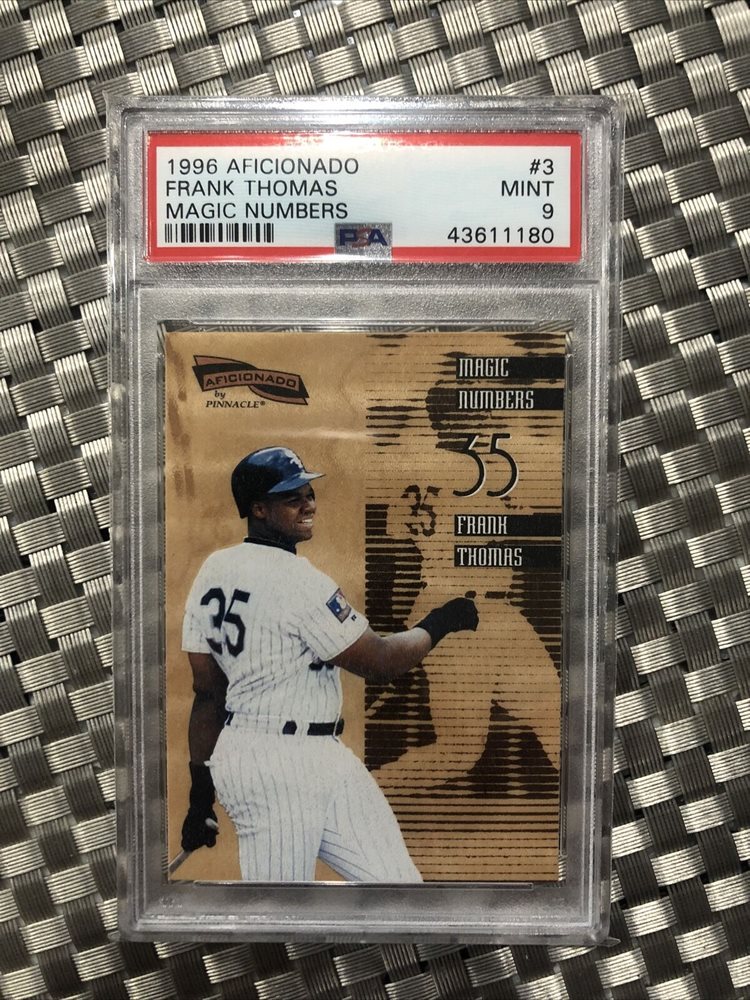 1996 AFICIONADO #3
FRANK THOMAS MINT
MAGIC NUMBERS 9
PSA 43611180
AFICIONADO
by
PINNACLE®
MAGIC
NUMBERS
35
35
FRANK
THOMAS
35